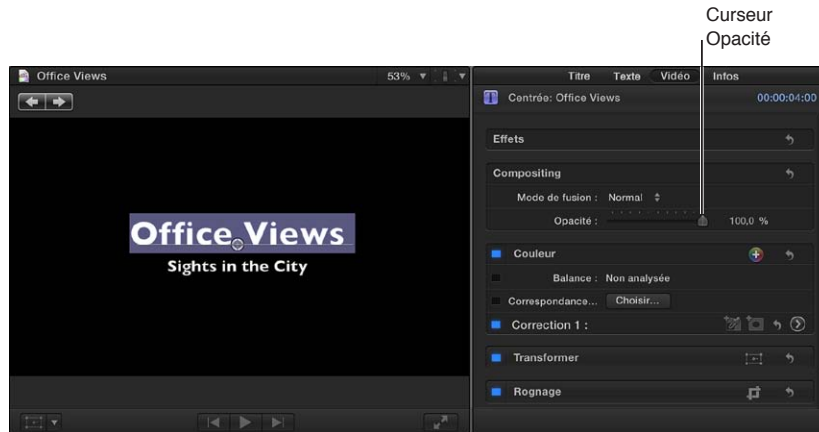 Curseur
Opacité
Office Views
53%
Titre Texte Vidéo Infos
Centrée: Office Views 00:00:04:00
Effets
Compositing
Mode de fusion : Normal
Opacité : 100,0 %
Office Views
Sights in the City
Couleur
Balance : Non analysée
Correspondance... Choisir...
Correction 1 :
Transformer
Rognage